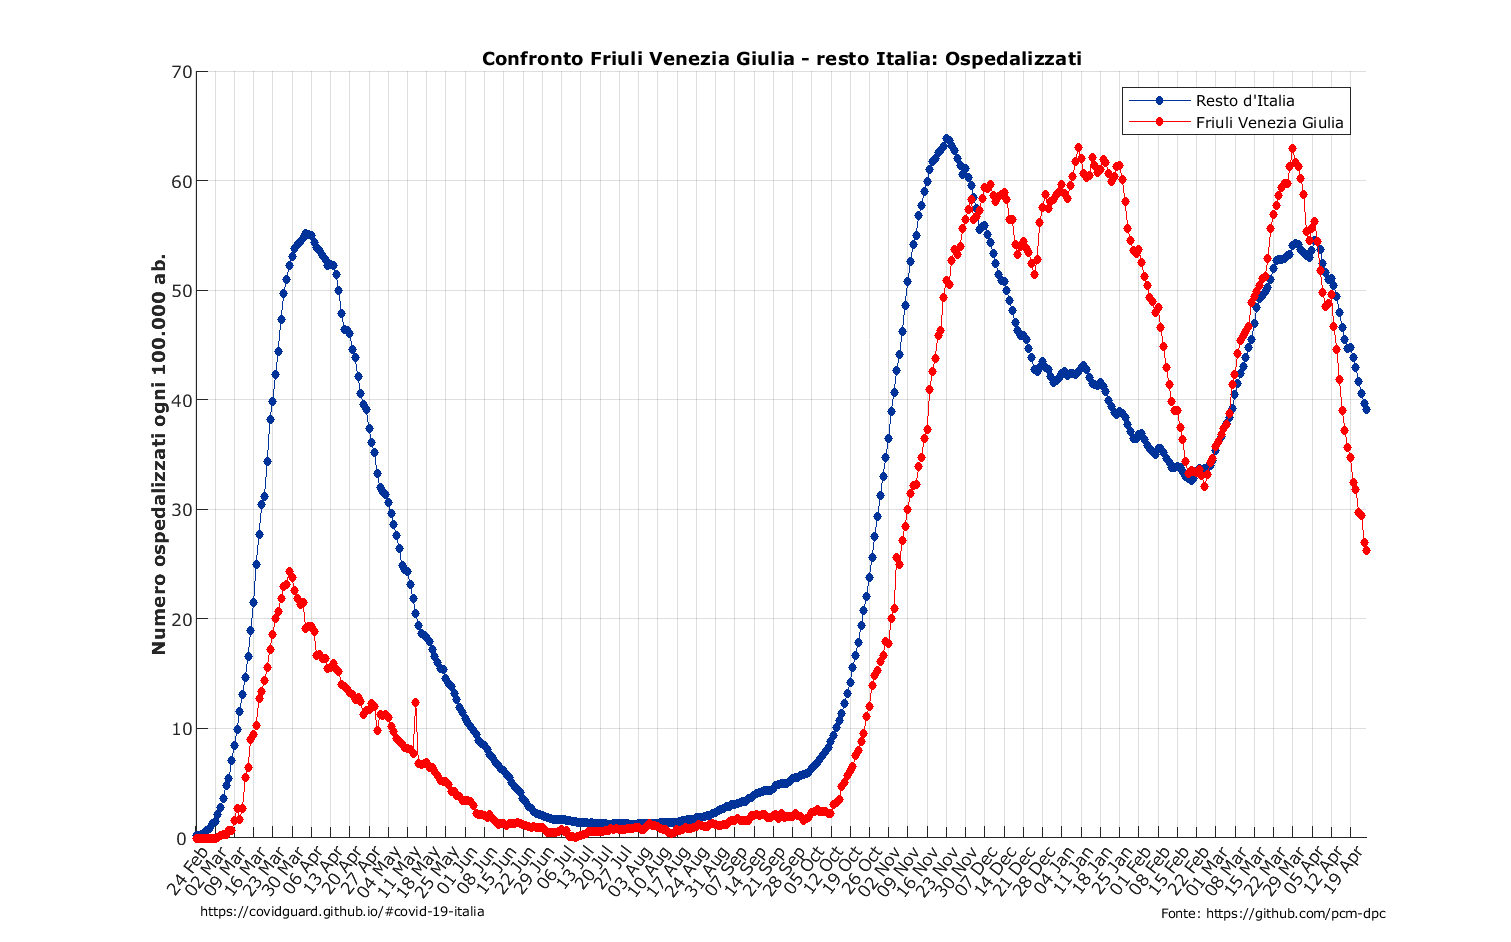 Confronto Friuli Venezia Giulia - resto Italia: Ospedalizzati
Resto d'Italia
Friuli Venezia Giulia
Numero ospedalizzati ogni 100.000 ab.
70
60
50
40
30
20
10
0
24 Feb
02 Mar
09 Mar
16 Mar
23 Mar
30 Mar
06 Apr
13 Apr
20 Apr
27 Apr
04 May
11 May
18 May
25 May
01 Jun
08 Jun
15 Jun
22 Jun
29 Jun
06 Jul
13 Jul
20 Jul
27 Jul
03 Aug
10 Aug
17 Aug
24 Aug
31 Aug
07 Sep
14 Sep
21 Sep
28 Sep
05 Oct
12 Oct
19 Oct
26 Oct
02 Nov
09 Nov
16 Nov
23 Nov
30 Nov
07 Dec
14 Dec
21 Dec
28 Dec
04 Jan
11 Jan
18 Jan
25 Jan
01 Feb
08 Feb
15 Feb
22 Feb
01 Mar
08 Mar
15 Mar
22 Mar
29 Mar
05 Apr
12 Apr
19 Apr
https://covidguard.github.io/#covid-19-italia
Fonte: https://github.com/pcm-dpc